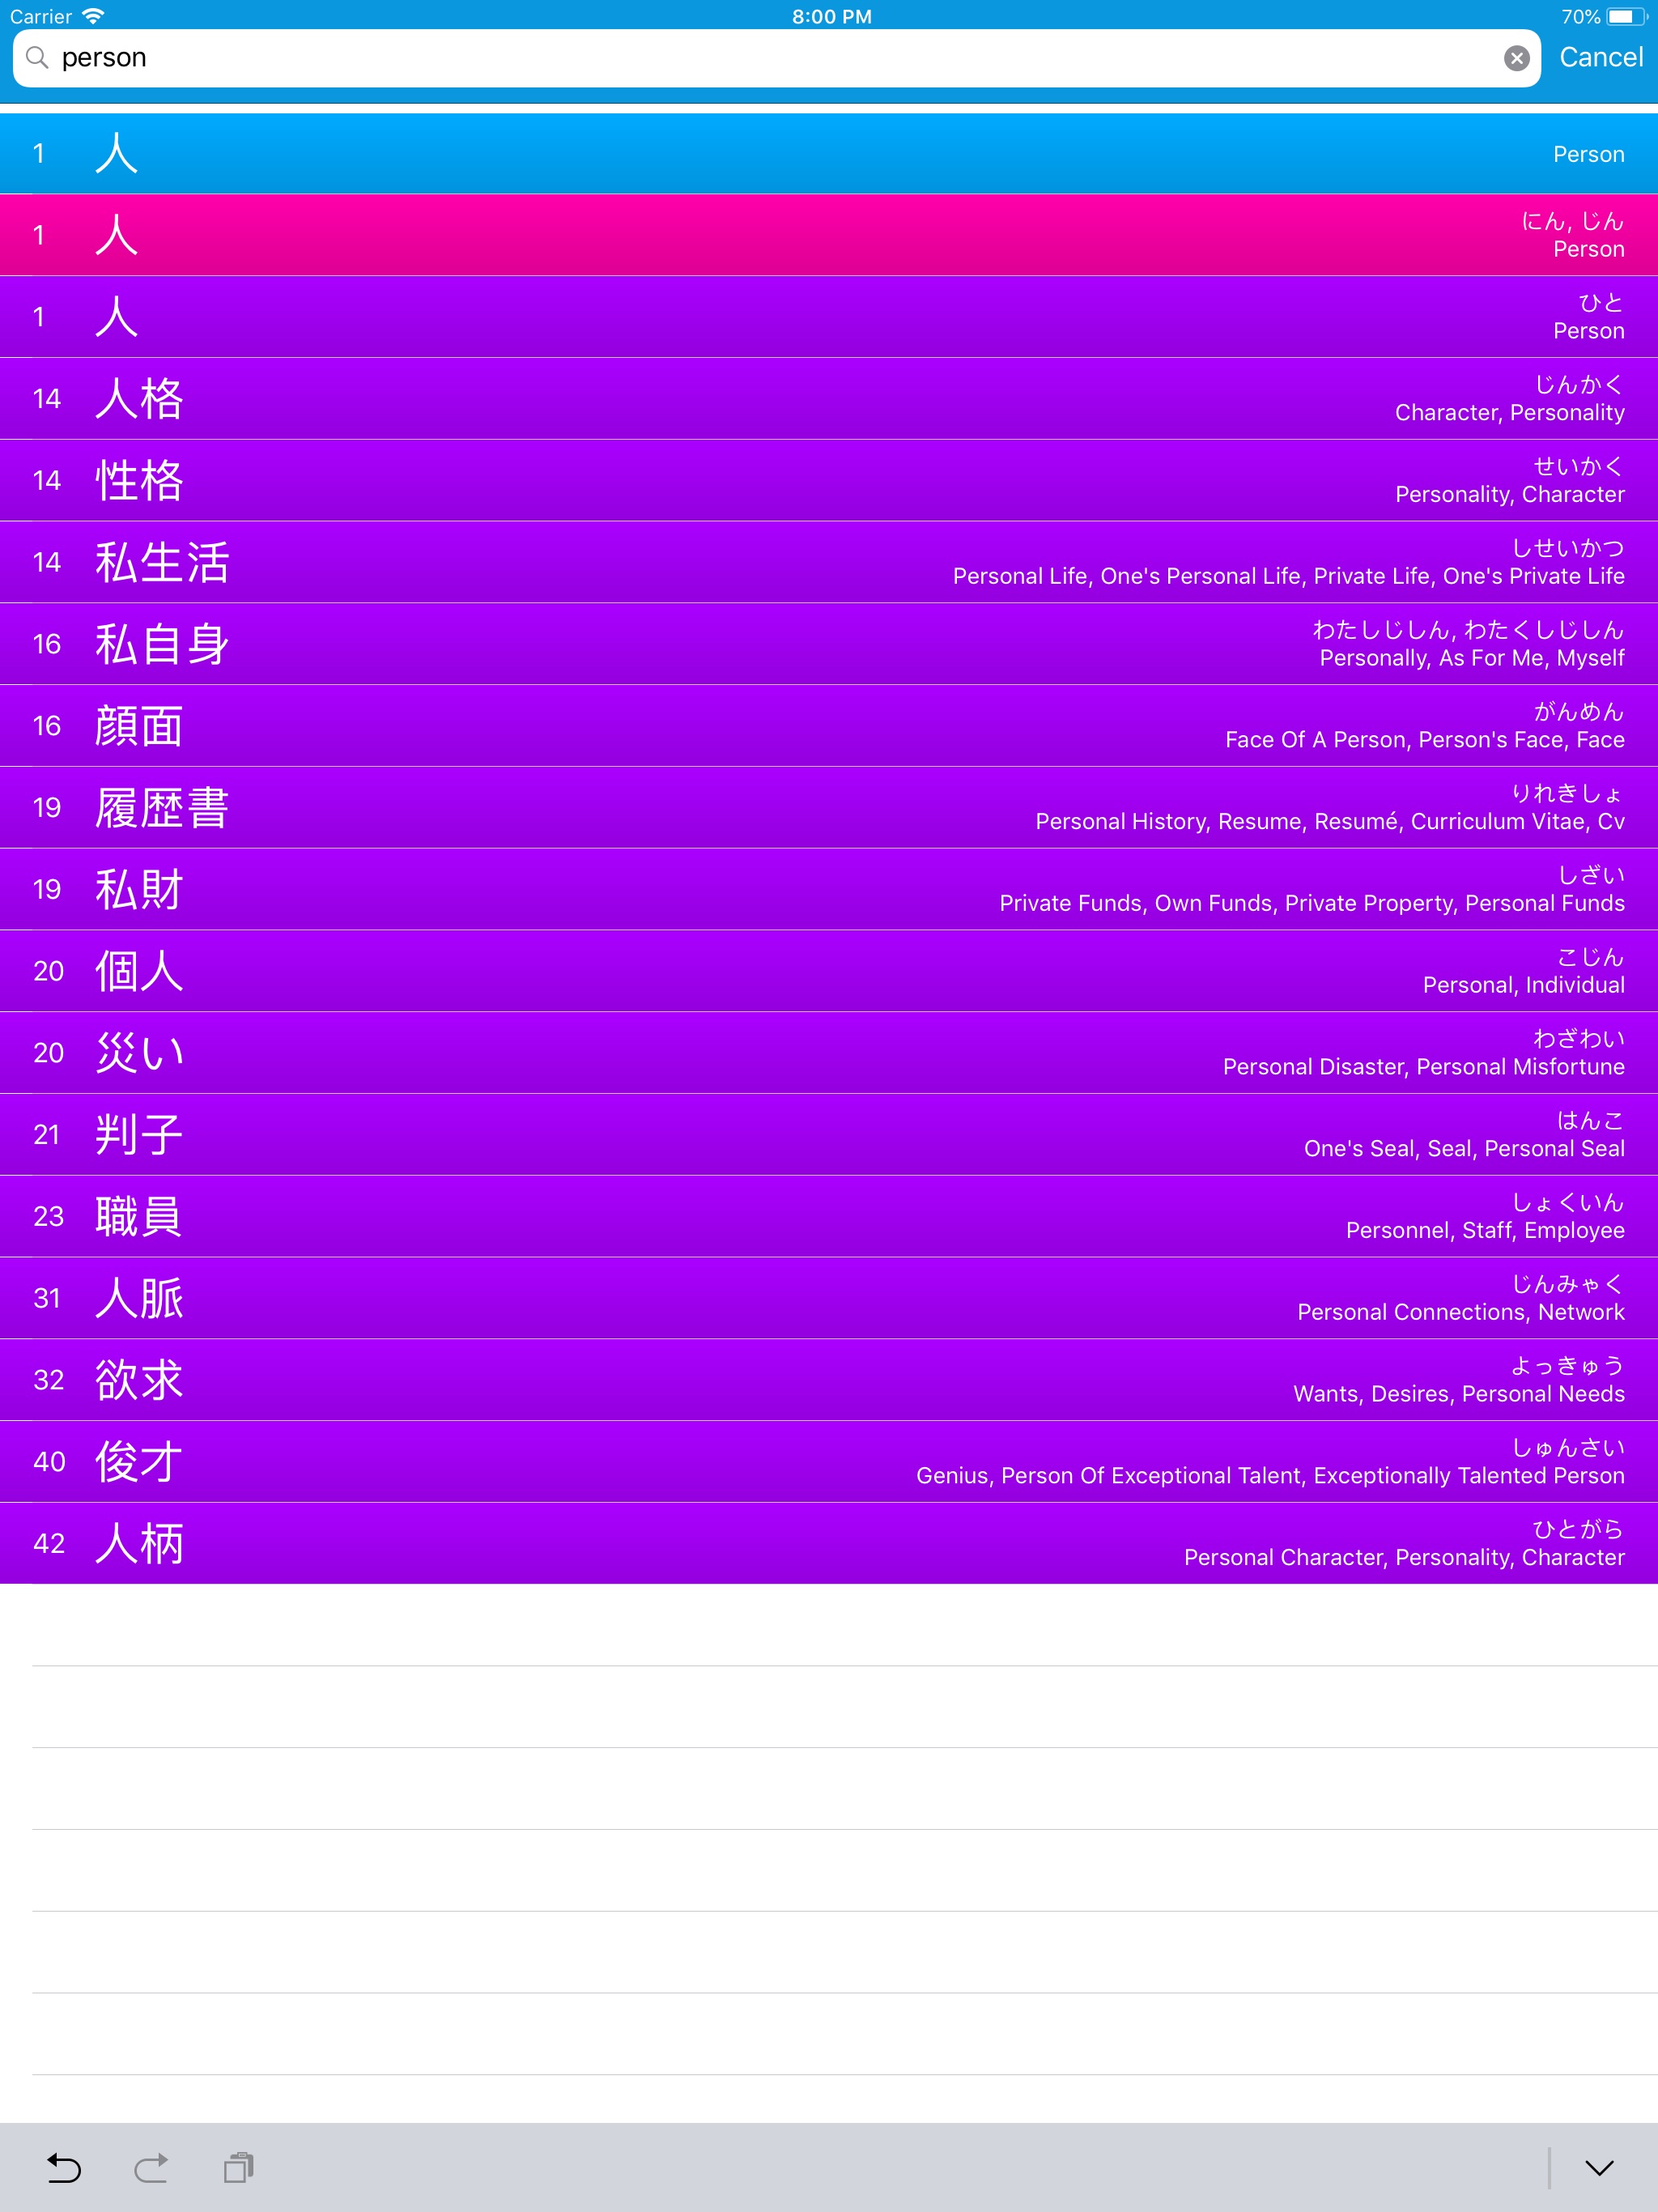 Carrier 8:00 PM 70%
person Cancel
1 人 Person
1 人 にん, じん
Person
1 人 ひと
Person
14 人格 じんかく
Character, Personality
14 性格 せいかく
Personality, Character
14 私生活 しせいかつ
Personal Life, One's Personal Life, Private Life, One's Private Life
16 私自身 わたしじしん, わたくしじしん
Personally, As For Me, Myself
16 顔面 がんめん
Face Of A Person, Person's Face, Face
19 履歴書 りれきしょ
Personal History, Resume, Resumé, Curriculum Vitae, Cv
19 私財 しざい
Private Funds, Own Funds, Private Property, Personal Funds
20 個人 こじん
Personal, Individual
20 災い わざわい
Personal Disaster, Personal Misfortune
21 判子 はんこ
One's Seal, Seal, Personal Seal
23 職員 しょくいん
Personnel, Staff, Employee
31 人脈 じんみゃく
Personal Connections, Network
32 欲求 よっきゅう
Wants, Desires, Personal Needs
40 俊才 しゅんさい
Genius, Person Of Exceptional Talent, Exceptionally Talented Person
42 人柄 ひとがら
Personal Character, Personality, Character